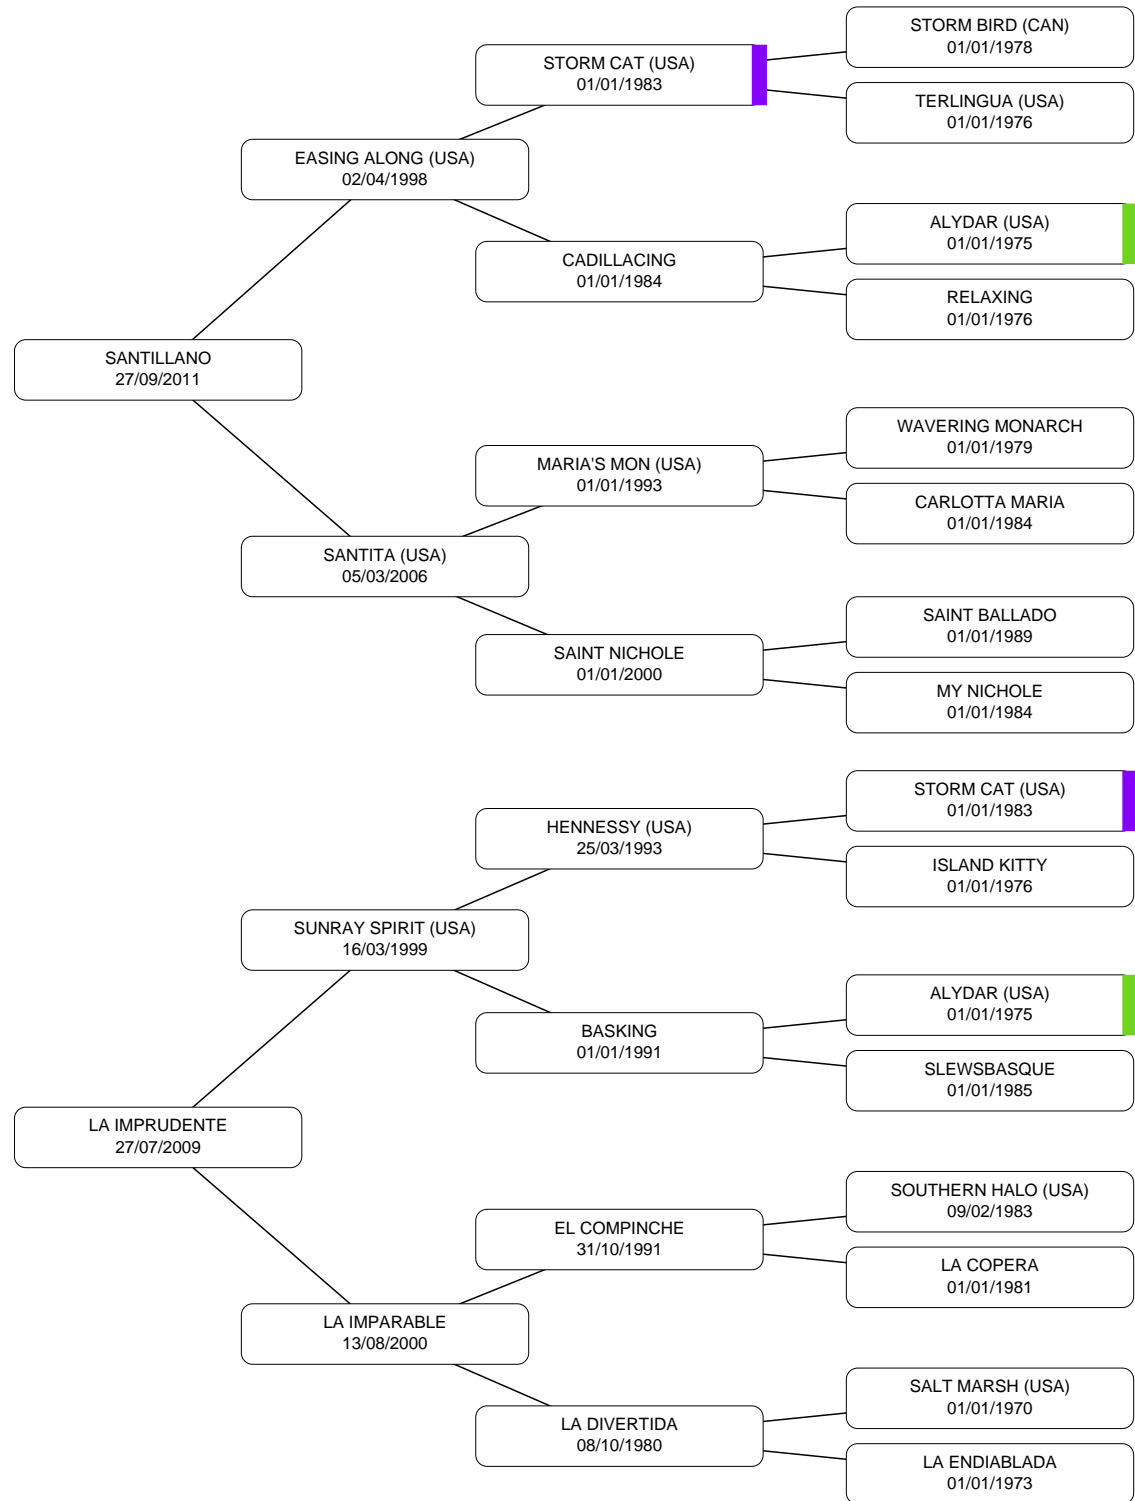 STORM BIRD (CAN)
01/01/1978
STORM CAT (USA)
01/01/1983
TERLINGUA (USA)
01/01/1976
EASING ALONG (USA)
02/04/1998
ALYDAR (USA)
01/01/1975
CADILLACING
01/01/1984
RELAXING
01/01/1976
SANTILLANO
27/09/2011
WAVERING MONARCH
01/01/1979
MARIA'S MON (USA)
01/01/1993
CARLOTTA MARIA
01/01/1984
SANTITA (USA)
05/03/2006
SAINT BALLADO
01/01/1989
SAINT NICHOLE
01/01/2000
MY NICHOLE
01/01/1984
STORM CAT (USA)
01/01/1983
HENNESSY (USA)
25/03/1993
ISLAND KITTY
01/01/1976
SUNRAY SPIRIT (USA)
16/03/1999
ALYDAR (USA)
01/01/1975
BASKING
01/01/1991
SLEWSBASQUE
01/01/1985
LA IMPRUDENTE
27/07/2009
SOUTHERN HALO (USA)
09/02/1983
EL COMPINCHE
31/10/1991
LA COPERA
01/01/1981
LA IMPARABLE
13/08/2000
SALT MARSH (USA)
01/01/1970
LA DIVERTIDA
08/10/1980
LA ENDIABLADA
01/01/1973